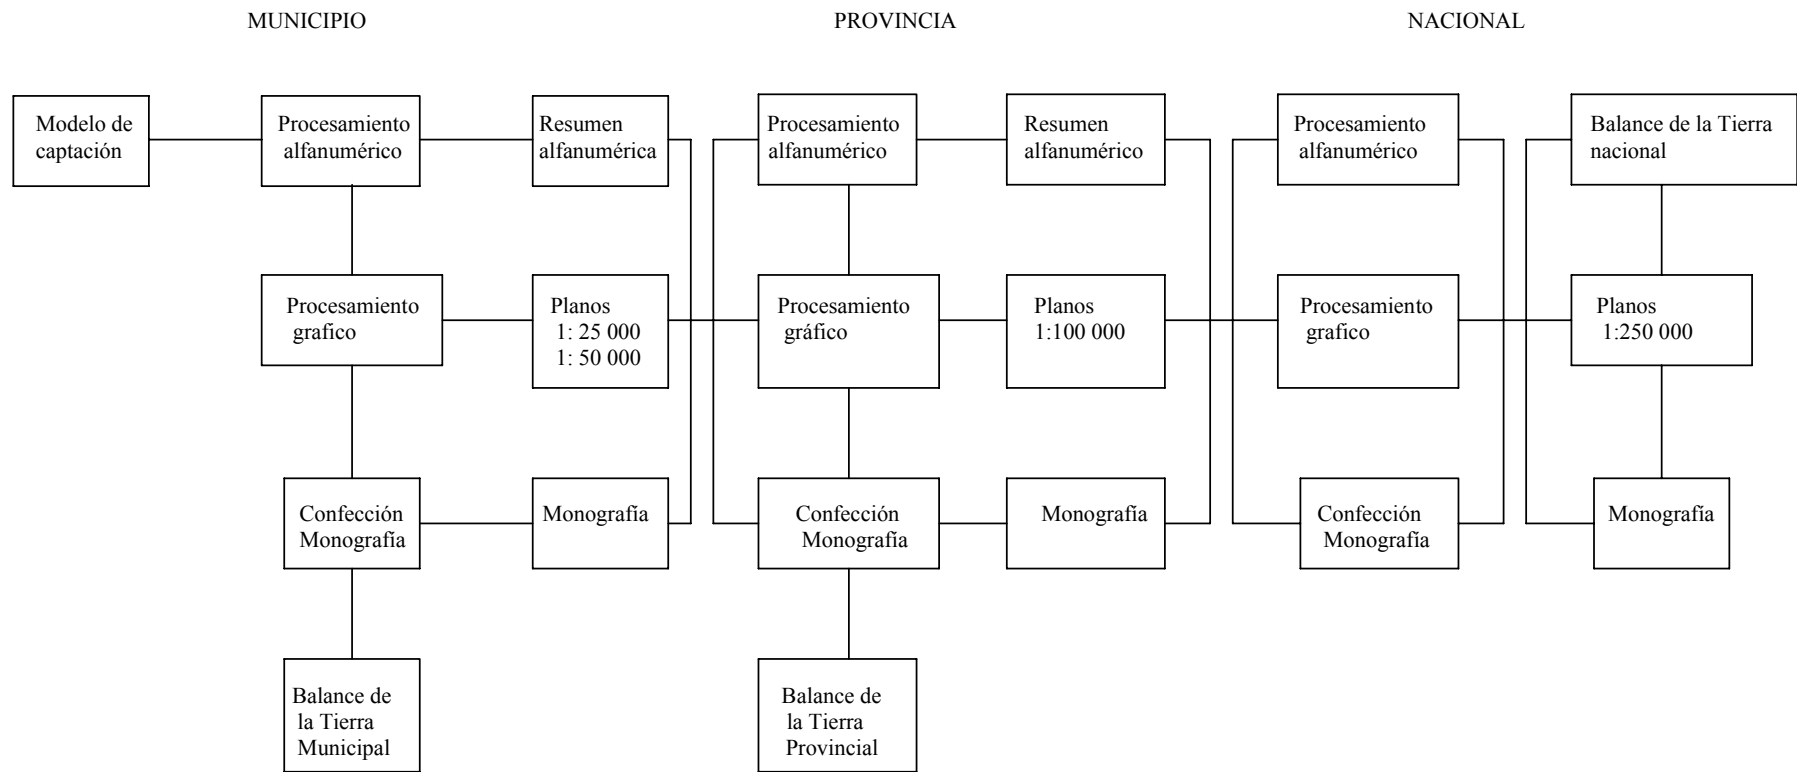 MUNICIPIO
PROVINCIA
NACIONAL
Modelo de
captación
Procesamiento
alfanumérico
Resumen
alfanumérica
Procesamiento
alfanumérico
Resumen
alfanumérico
Procesamiento
alfanumérico
Balance de la Tierra
nacional
Procesamiento
grafico
Planos
1: 25 000
1: 50 000
Procesamiento
gráfico
Planos
1:100 000
Procesamiento
grafico
Planos
1:250 000
Confección
Monografía
Monografía
Confección
Monografía
Monografía
Confección
Monografía
Monografía
Balance de
la Tierra
Municipal
Balance de
la Tierra
Provincial